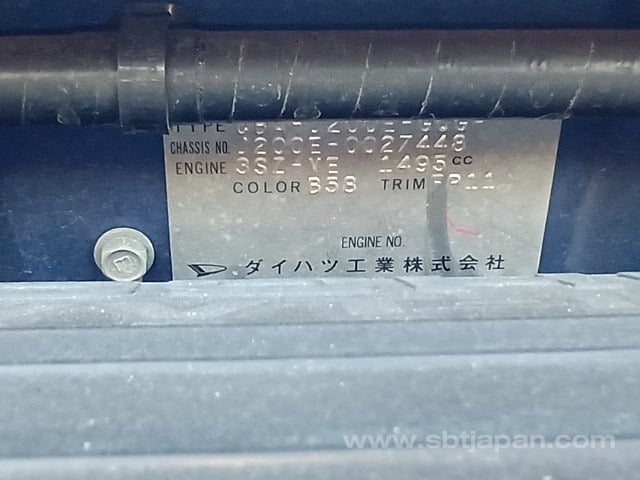 TYPE
CHASSIS NO. J200E-0027448
ENGINE 3SZ-VE 1495 cc
COLOR B58 TRIM FP11
ENGINE NO.
ダイハツ工業株式会社
www.sbtjapan.com